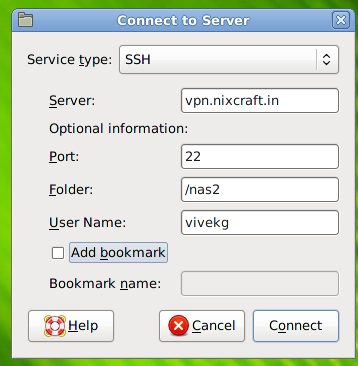 Connect to Server
Service type: SSH
Server: vpn.nixcraft.in
Optional information:
Port: 22
Folder: /nas2
User Name: vivekg
Add bookmark
Bookmark name:
Help Cancel Connect